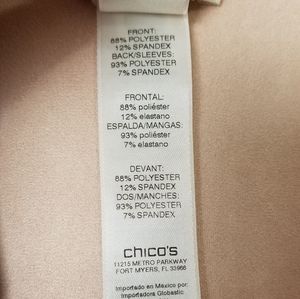 FRONT:
88% POLYESTER
12% SPANDEX
BACK/SLEEVES:
93% POLYESTER
7% SPANDEX
FRONTAL:
88% poliéster
12% elastano
ESPALDA/MANGAS:
93% poliéster
7% elastano
DEVANT:
88% POLYESTER
12% SPANDEX
DOS/MANCHES:
93% POLYESTER
7% SPANDEX
chico's
11215 METRO PARKWAY
FORT MYERS, FL 33966
Importado en México por:
Importadora Globastic